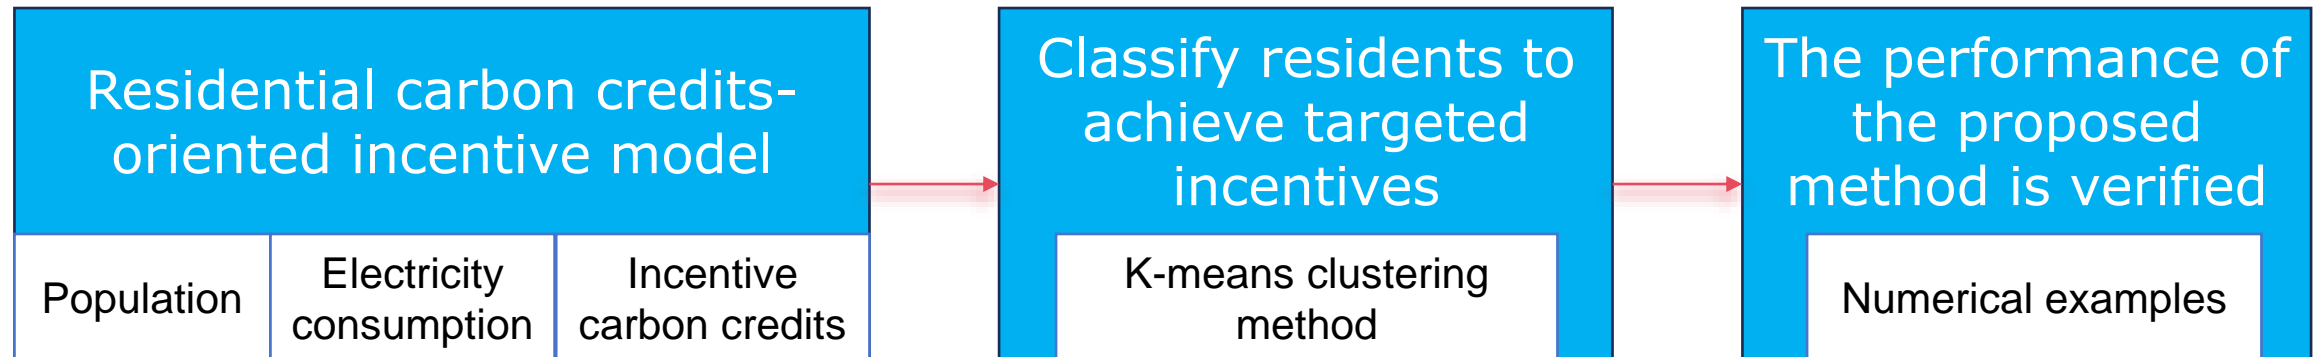 Residential carbon credits-
oriented incentive model
Population
Electricity
consumption
Incentive
carbon credits
Classify residents to
achieve targeted
incentives
K-means clustering
method
The performance of
the proposed
method is verified
Numerical examples